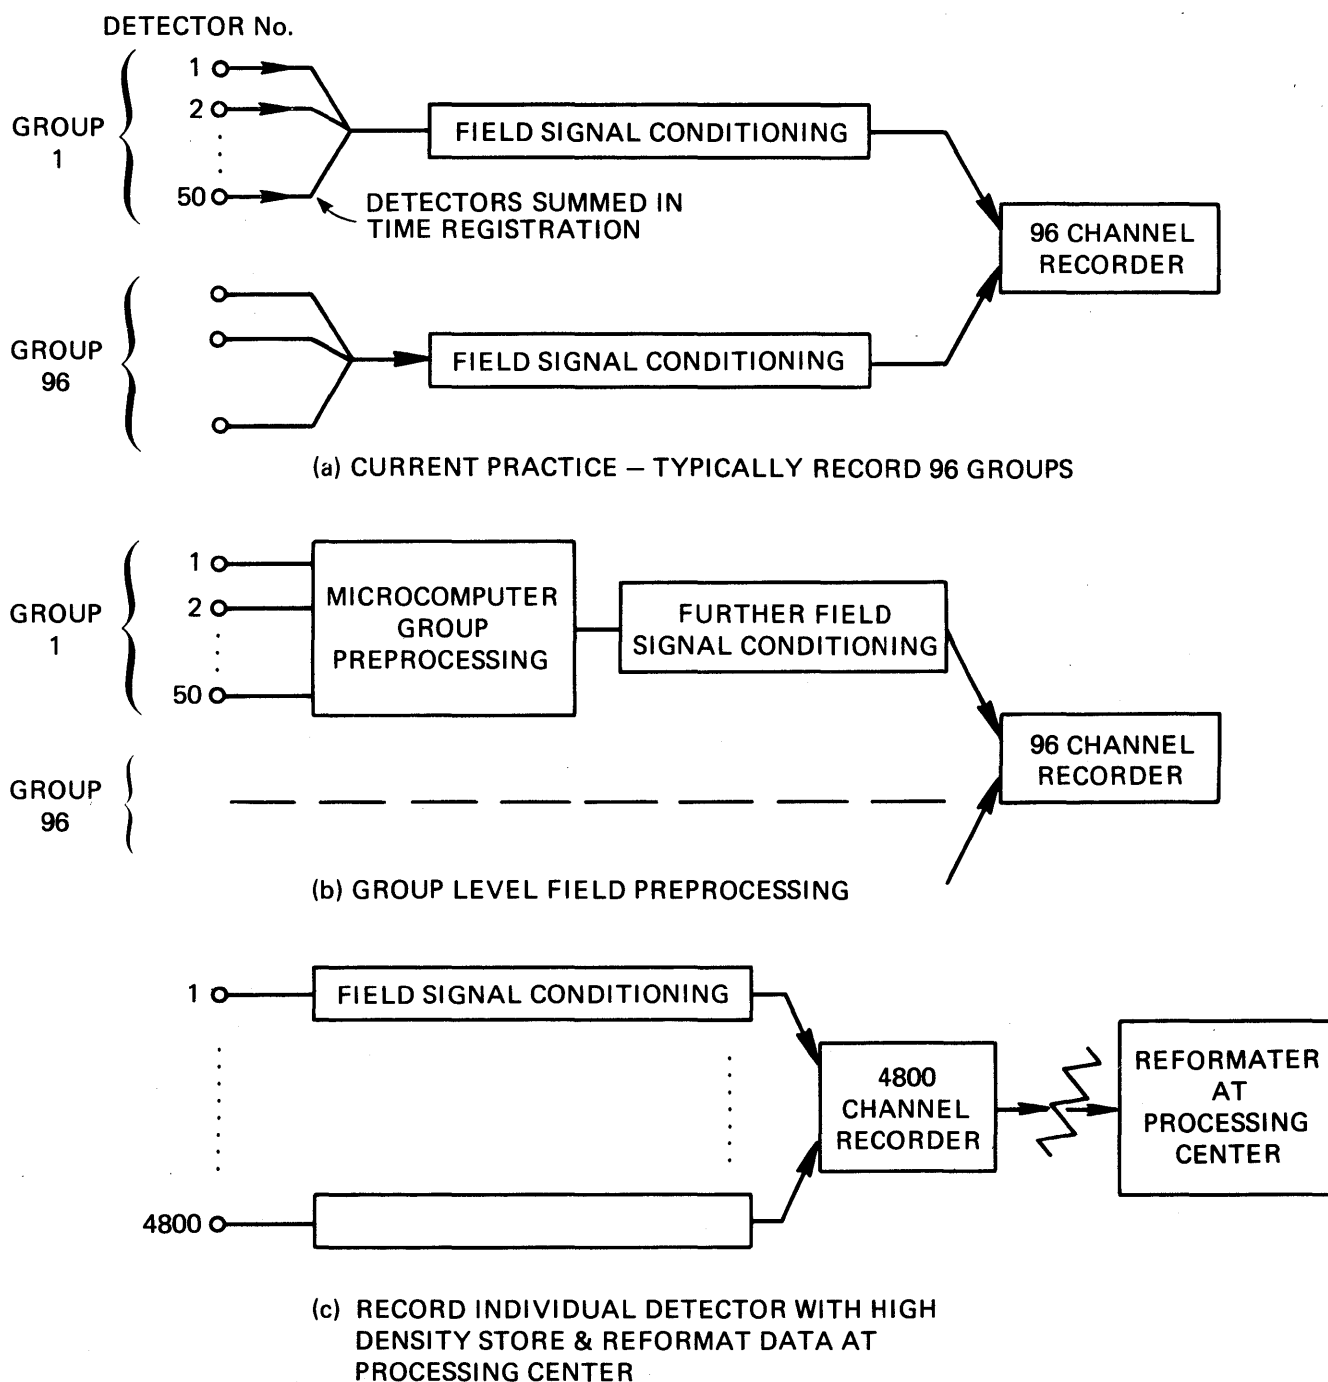 DETECTOR No.
GROUP
1
1
2
50
FIELD SIGNAL CONDITIONING
DETECTORS SUMMED IN
TIME REGISTRATION
96 CHANNEL
RECORDER
GROUP
96
FIELD SIGNAL CONDITIONING
(a) CURRENT PRACTICE – TYPICALLY RECORD 96 GROUPS
GROUP
1
1
2
50
MICROCOMPUTER
GROUP
PREPROCESSING
FURTHER FIELD
SIGNAL CONDITIONING
96 CHANNEL
RECORDER
GROUP
96
(b) GROUP LEVEL FIELD PREPROCESSING
1
FIELD SIGNAL CONDITIONING
4800
CHANNEL
RECORDER
REFORMATER
AT
PROCESSING
CENTER
4800
(c) RECORD INDIVIDUAL DETECTOR WITH HIGH
DENSITY STORE & REFORMAT DATA AT
PROCESSING CENTER